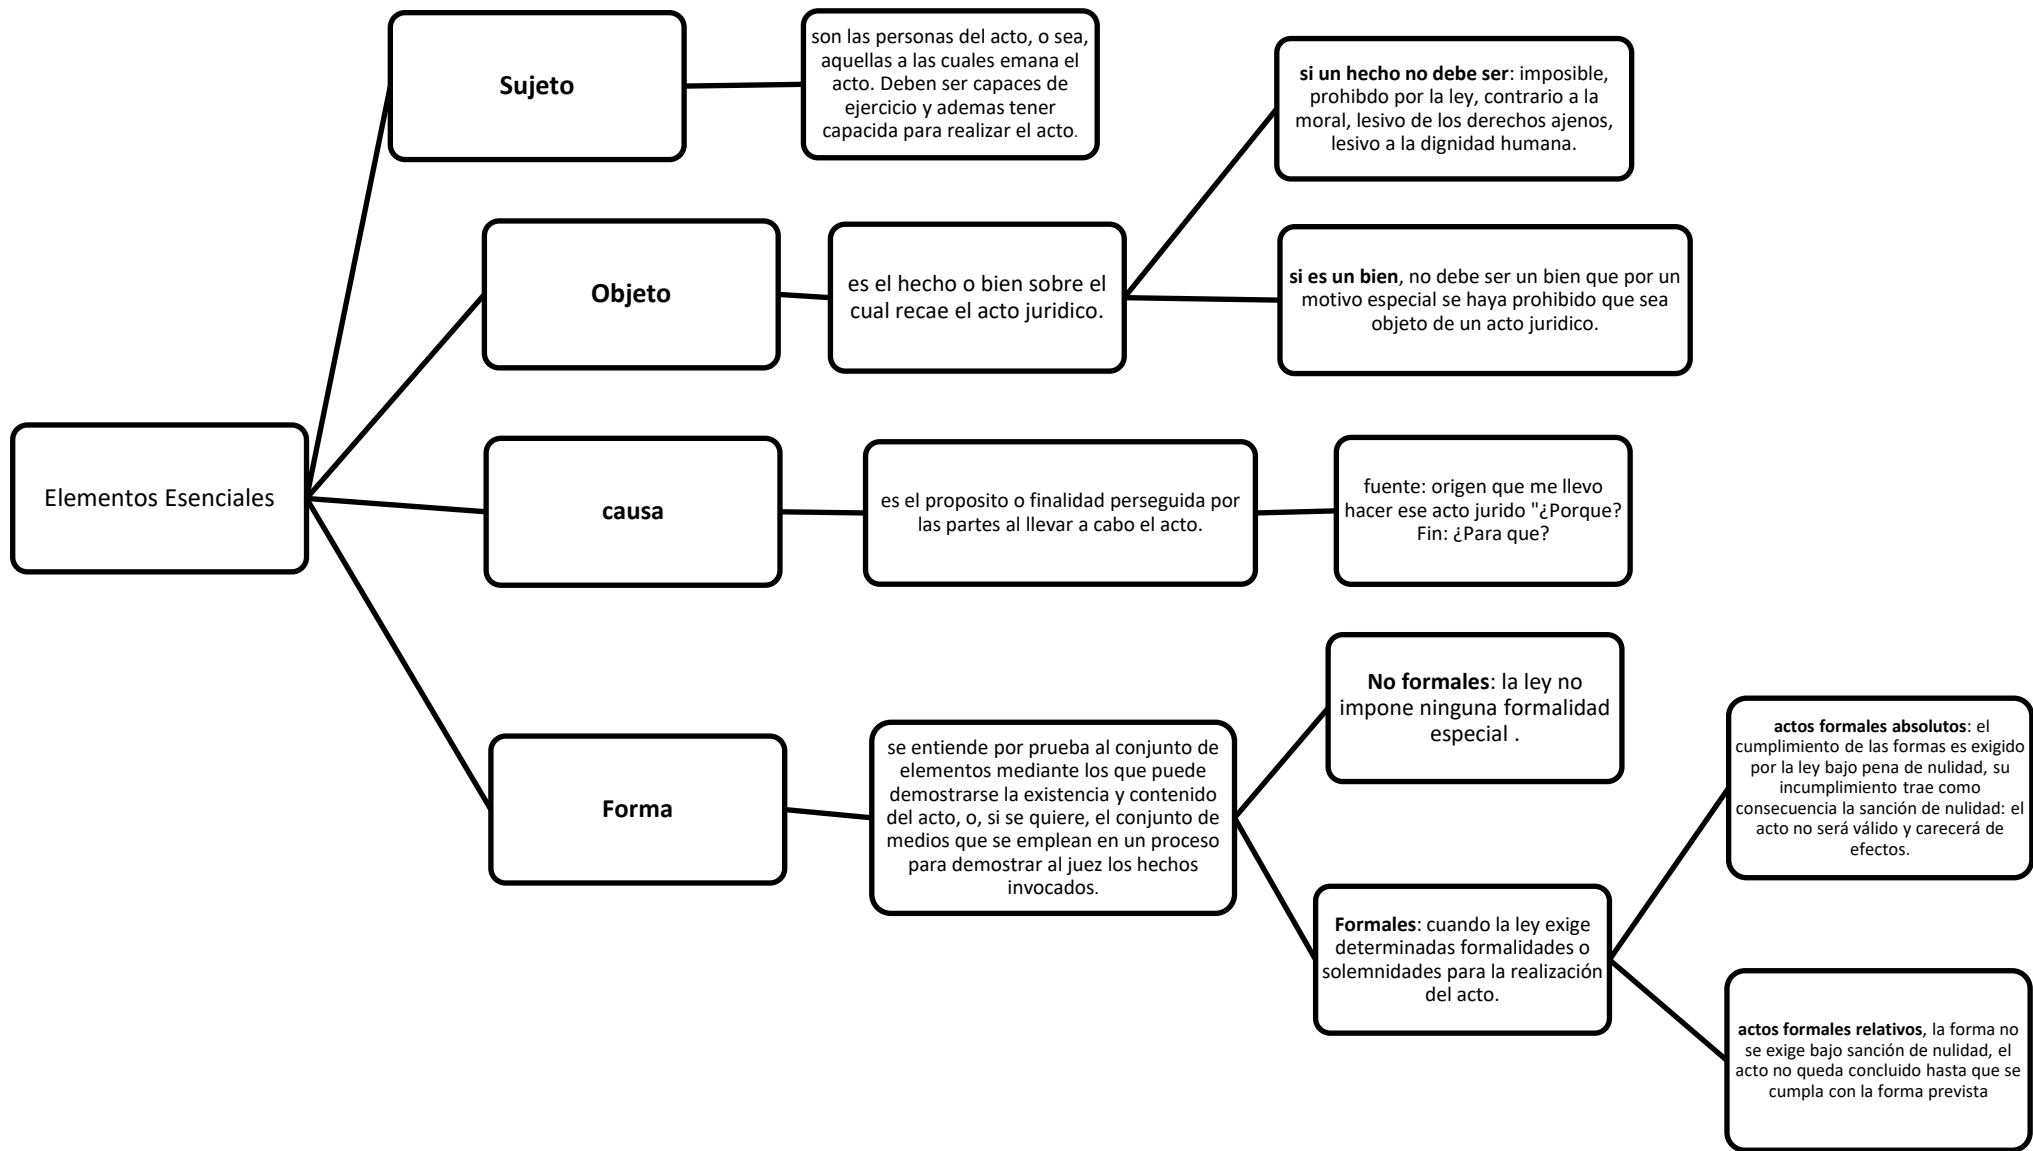 Elementos Esenciales
Sujeto
son las personas del acto, o sea,
aquellas a las cuales emana el
acto. Deben ser capaces de
ejercicio y ademas tener
capacida para realizar el acto.
Objeto
es el hecho o bien sobre el
cual recae el acto juridico.
si un hecho no debe ser: imposible,
prohibdo por la ley, contrario a la
moral, lesivo de los derechos ajenos,
lesivo a la dignidad humana.
si es un bien, no debe ser un bien que por un
motivo especial se haya prohibido que sea
objeto de un acto juridico.
causa
es el proposito o finalidad perseguida por
las partes al llevar a cabo el acto.
fuente: origen que me llevo
hacer ese acto jurido "¿Porque?
Fin: ¿Para que?
Forma
se entiende por prueba al conjunto de
elementos mediante los que puede
demostrarse la existencia y contenido
del acto, o, si se quiere, el conjunto de
medios que se emplean en un proceso
para demostrar al juez los hechos
invocados.
No formales: la ley no
impone ninguna formalidad
especial .
Formales: cuando la ley exige
determinadas formalidades o
solemnidades para la realización
del acto.
actos formales absolutos: el
cumplimiento de las formas es exigido
por la ley bajo pena de nulidad, su
incumplimiento trae como
consecuencia la sanción de nulidad: el
acto no será válido y carecerá de
efectos.
actos formales relativos, la forma no
se exige bajo sanción de nulidad, el
acto no queda concluido hasta que se
cumpla con la forma prevista